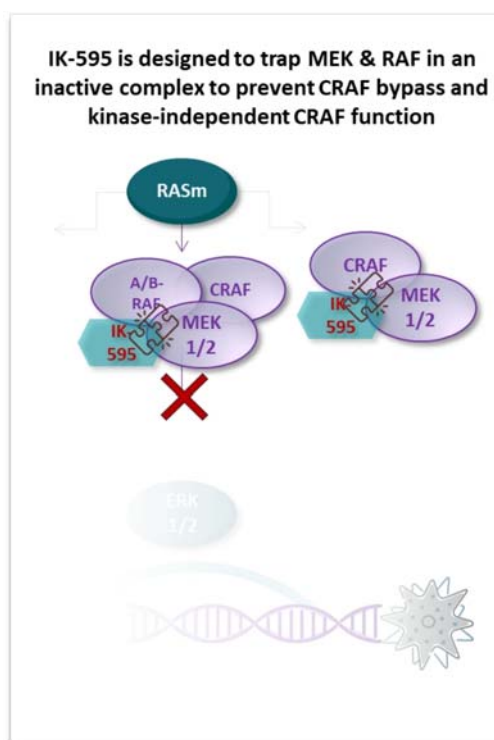 IK-595 is designed to trap MEK & RAF in an
inactive complex to prevent CRAF bypass and
kinase-independent CRAF function
RASm
A/B-
RAF
CRAF
IK
595
MEK
1/2
CRAF
IK
595
MEK
1/2
ERK
1/2